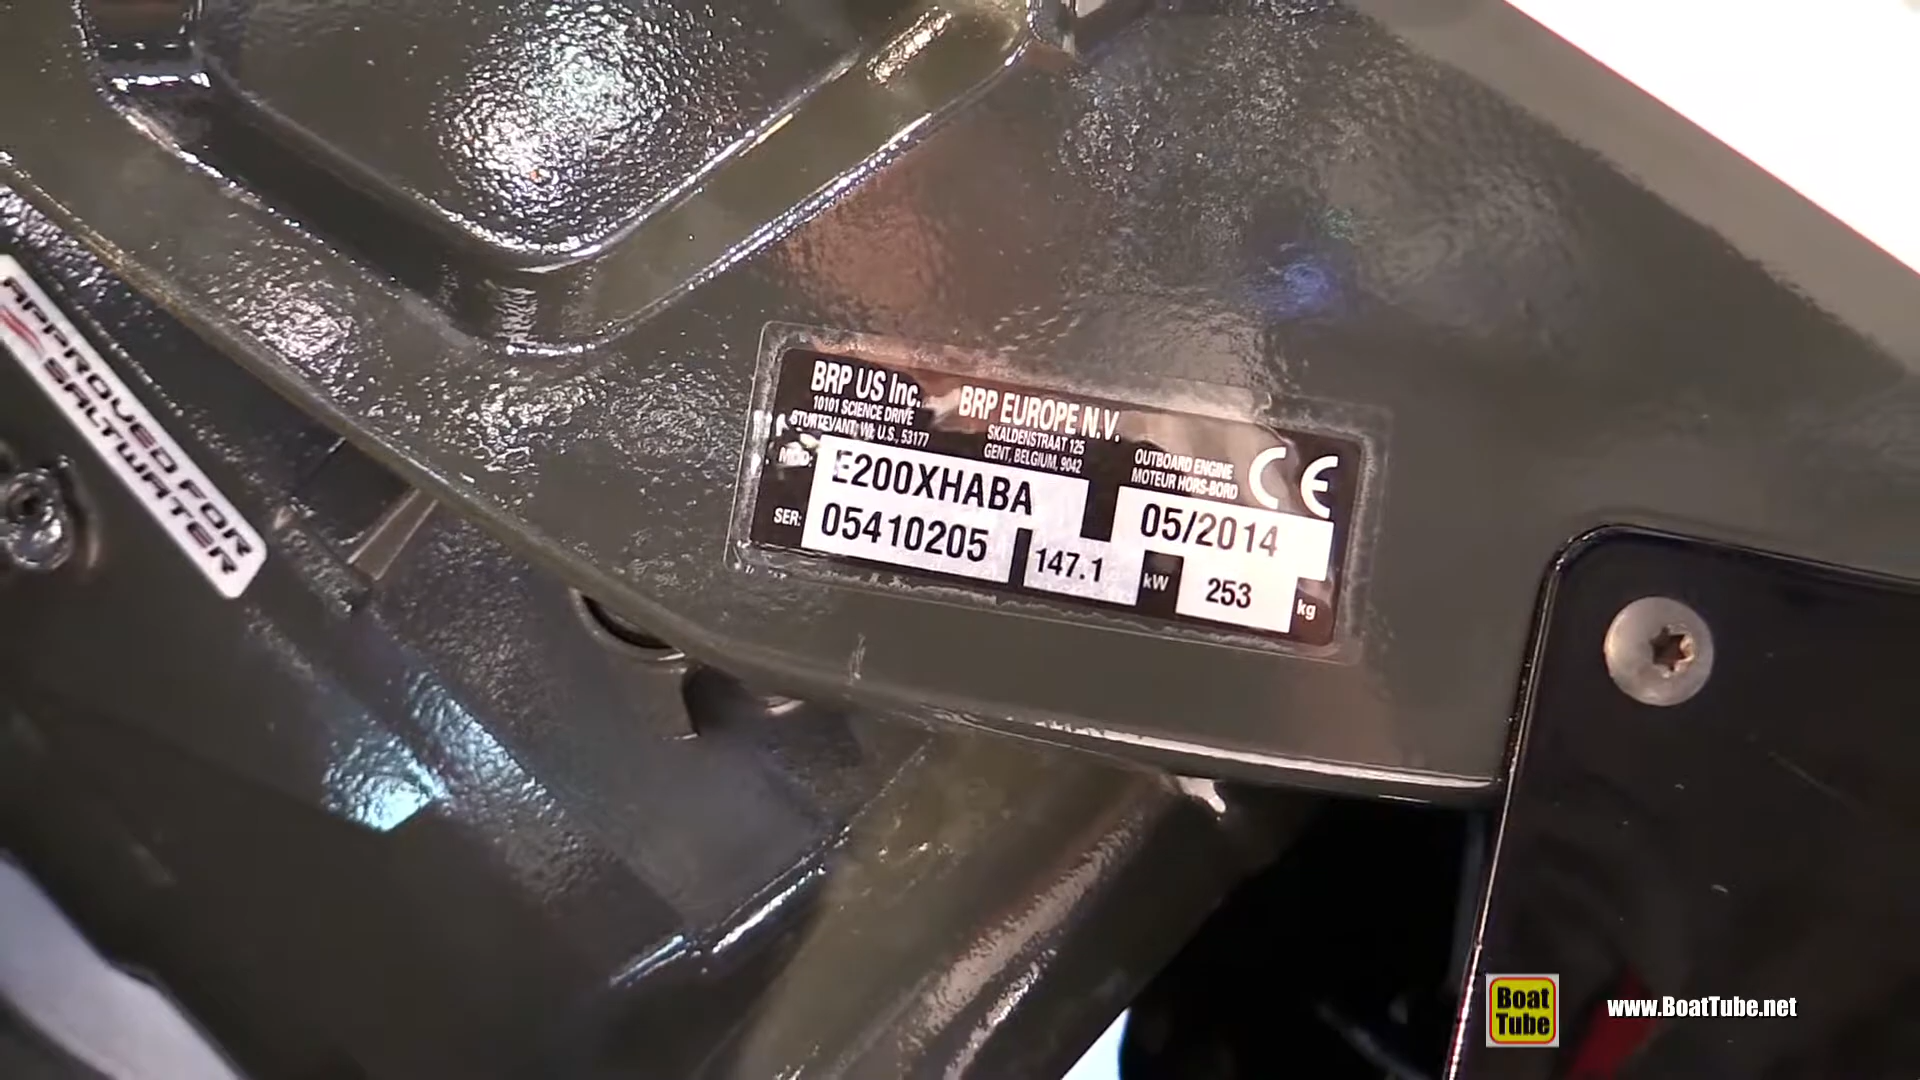 APPROVED FOR
SALTWATER
BRP US Inc.
10101 SCIENCE DRIVE
STURTEVANT, WI. U.S., 53177
BRP EUROPE N.V.
SKALDENSTRAAT 125
GENT, BELGIUM, 9042
OUTBOARD ENGINE
MOTEUR HORS-BORD
CE
MOD: E200XHABA
05/2014
SER: 05410205
147.1 kW
253 kg
Boat
Tube
www.BoatTube.net